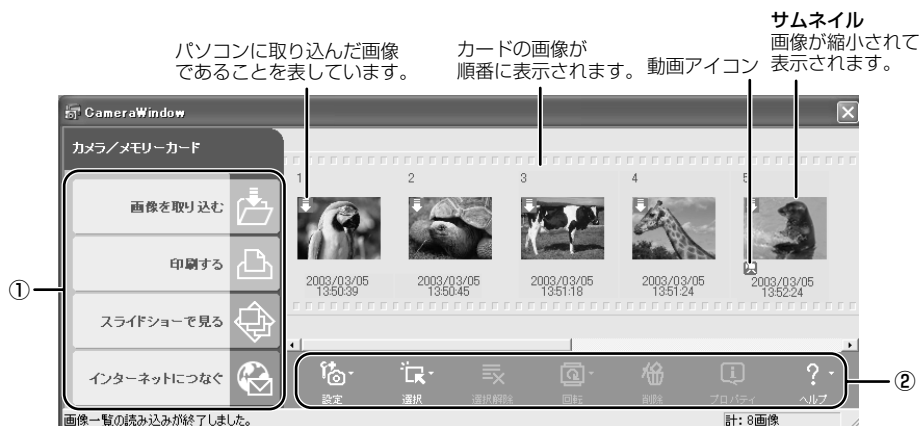 サムネイル
画像が縮小されて
表示されます。
パソコンに取り込んだ画像
であることを表しています。
カードの画像が
順番に表示されます。
動画アイコン
CameraWindow
カメラ／メモリーカード
1
2
3
4
5
画像を取り込む
印刷する
スライドショーで見る
インターネットにつなぐ
①
2003/03/05
13:50:39
2003/03/05
13:50:45
2003/03/05
13:51:18
2003/03/05
13:51:24
2003/03/05
13:52:24
設定
選択
選択解除
回転
削除
プロパティ
ヘルプ
②
画像一覧の読み込みが終了しました。
計: 8画像